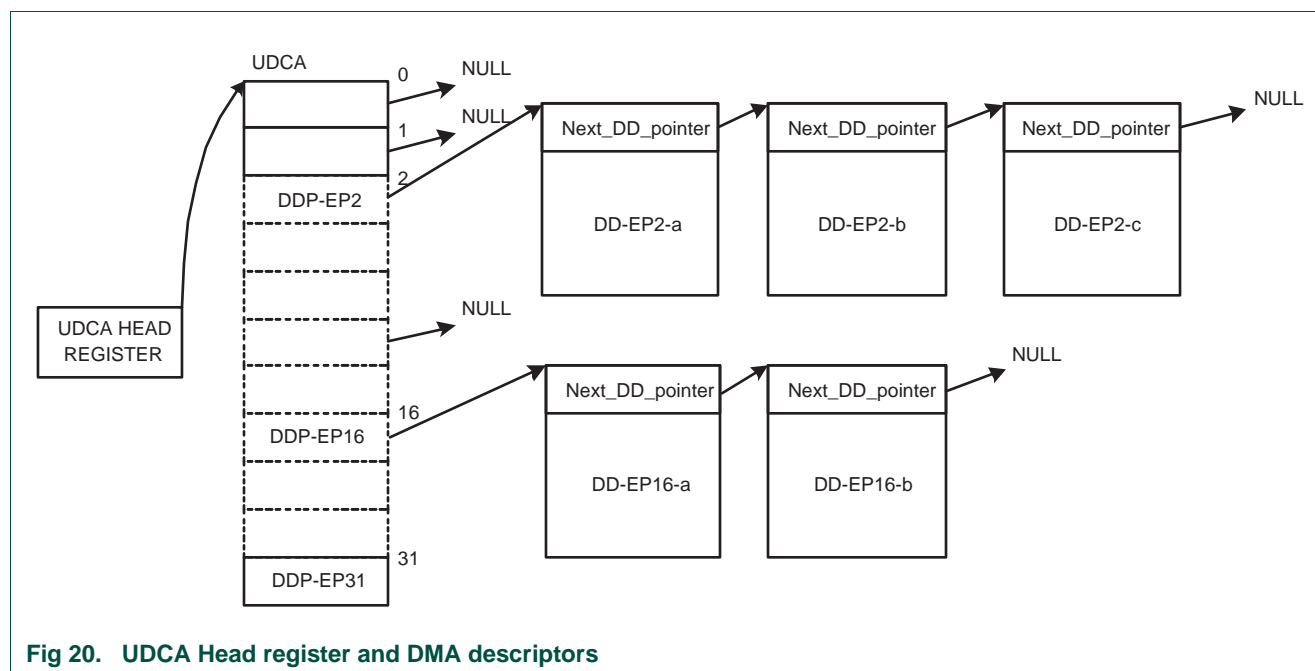 UDCA
0
NULL
NULL
NULL
1
Next_DD_pointer
Next_DD_pointer
Next_DD_pointer
2
DDP-EP2
DD-EP2-a
DD-EP2-b
DD-EP2-c
NULL
UDCA HEAD
REGISTER
NULL
Next_DD_pointer
Next_DD_pointer
16
DDP-EP16
DD-EP16-a
DD-EP16-b
31
DDP-EP31
Fig 20. UDCA Head register and DMA descriptors